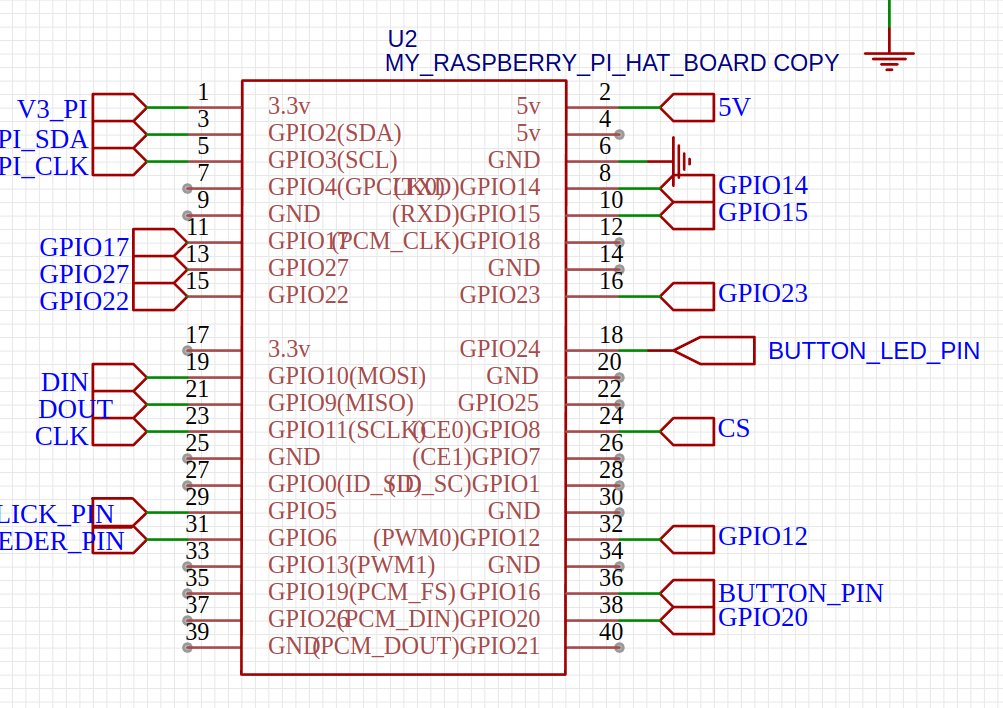 U2
MY_RASPBERRY_PI_HAT_BOARD COPY
V3_PI 1 3.3v 5v 2 5V
PI_SDA 3 GPIO2(SDA) 5v 4
PI_CLK 5 GPIO3(SCL) GND 6
7 GPIO4(GPCLK0) (TXD)GPIO14 8 GPIO14
9 GND (RXD)GPIO15 10 GPIO15
GPIO17 11 GPIO17 (PCM_CLK)GPIO18 12
GPIO27 13 GPIO27 GND 14
GPIO22 15 GPIO22 GPIO23 16 GPIO23
17 3.3v GPIO24 18 BUTTON_LED_PIN
DIN 19 GPIO10(MOSI) GND 20
DOUT 21 GPIO9(MISO) GPIO25 22
CLK 23 GPIO11(SCLK) (CE0)GPIO8 24 CS
25 GND (CE1)GPIO7 26
27 GPIO0(ID_SD) (ID_SC)GPIO1 28
LICK_PIN 29 GPIO5 GND 30
EDER_PIN 31 GPIO6 (PWM0)GPIO12 32 GPIO12
33 GPIO13(PWM1) GND 34
35 GPIO19(PCM_FS) GPIO16 36 BUTTON_PIN
37 GPIO26 (PCM_DIN)GPIO20 38 GPIO20
39 GND (PCM_DOUT)GPIO21 40